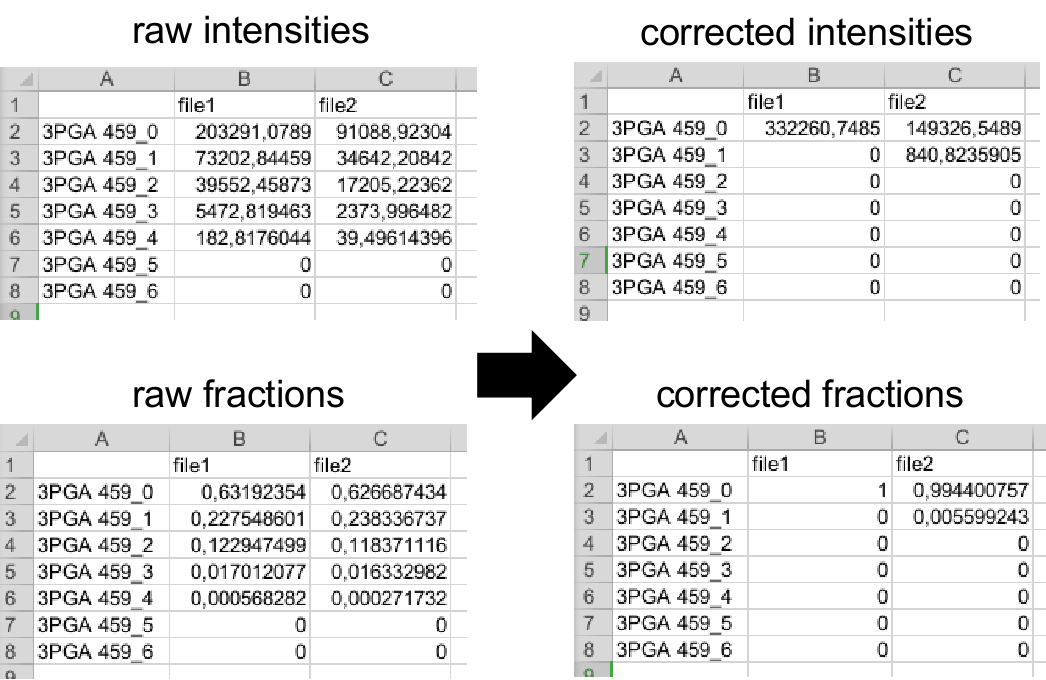 raw intensities
A B C
1 file1 file2
2 3PGA 459_0 203291,0789 91088,92304
3 3PGA 459_1 73202,84459 34642,20842
4 3PGA 459_2 39552,45873 17205,22362
5 3PGA 459_3 5472,819463 2373,996482
6 3PGA 459_4 182,8176044 39,49614396
7 3PGA 459_5 0 0
8 3PGA 459_6 0 0
9
corrected intensities
A B C
1 file1 file2
2 3PGA 459_0 332260,7485 149326,5489
3 3PGA 459_1 0 840,8235905
4 3PGA 459_2 0 0
5 3PGA 459_3 0 0
6 3PGA 459_4 0 0
7 3PGA 459_5 0 0
8 3PGA 459_6 0 0
9
raw fractions
A B C
1 file1 file2
2 3PGA 459_0 0,63192354 0,626687434
3 3PGA 459_1 0,227548601 0,238336737
4 3PGA 459_2 0,122947499 0,118371116
5 3PGA 459_3 0,017012077 0,016332982
6 3PGA 459_4 0,000568282 0,000271732
7 3PGA 459_5 0 0
8 3PGA 459_6 0 0
9
corrected fractions
A B C
1 file1 file2
2 3PGA 459_0 1 0,994400757
3 3PGA 459_1 0 0,005599243
4 3PGA 459_2 0 0
5 3PGA 459_3 0 0
6 3PGA 459_4 0 0
7 3PGA 459_5 0 0
8 3PGA 459_6 0 0
9